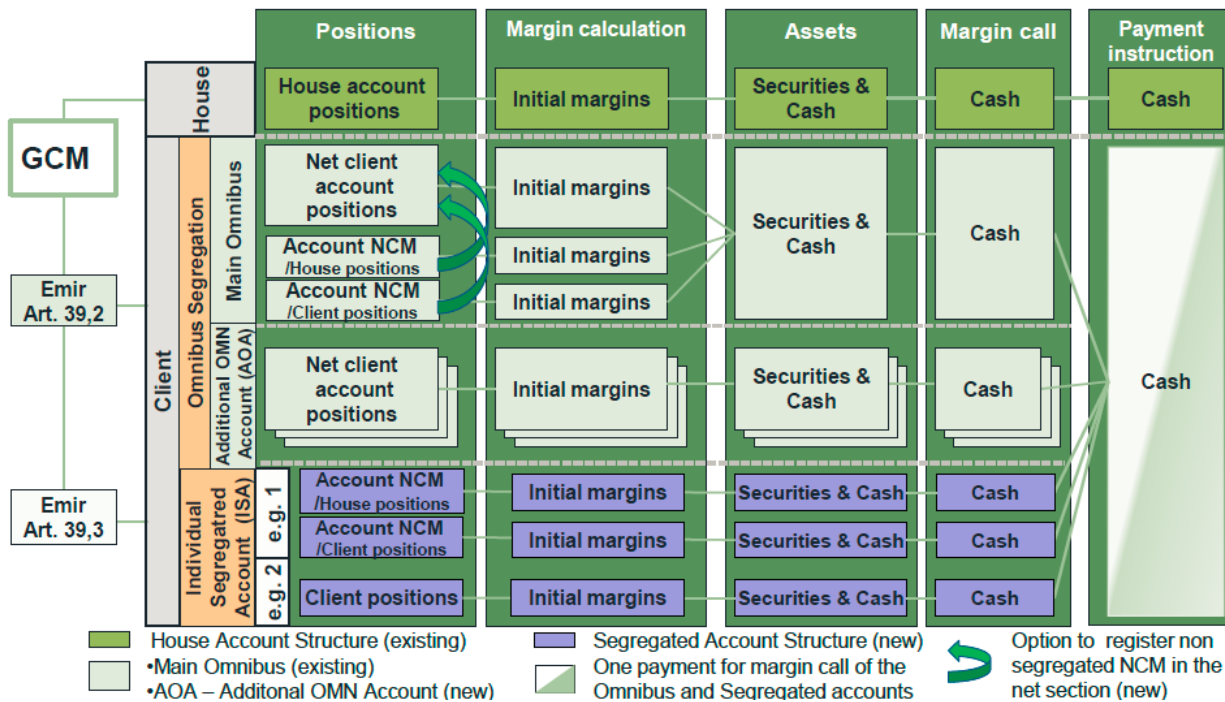 Positions
Margin calculation
Assets
Margin call
Payment
instruction
House
House account
positions
Initial margins
Securities &
Cash
Cash
Cash
GCM
Client
Omnibus Segregation
Main Omnibus
Net client
account
positions
Initial margins
Account NCM
/House positions
Initial margins
Account NCM
/Client positions
Initial margins
Securities &
Cash
Cash
Cash
Emir
Art. 39,2
Additional OMN
Account (AOA)
Net client
account
positions
Initial margins
Securities &
Cash
Cash
Emir
Art. 39,3
Individual
Segregatred
Account (ISA)
e.g. 1
Account NCM
/House positions
Initial margins
Securities & Cash
Cash
Account NCM
/Client positions
Initial margins
Securities & Cash
Cash
e.g. 2
Client positions
Initial margins
Securities & Cash
Cash
House Account Structure (existing)
•Main Omnibus (existing)
•AOA – Additonal OMN Account (new)
Segregated Account Structure (new)
One payment for margin call of the
Omnibus and Segregated accounts
Option to register non
segregated NCM in the
net section (new)